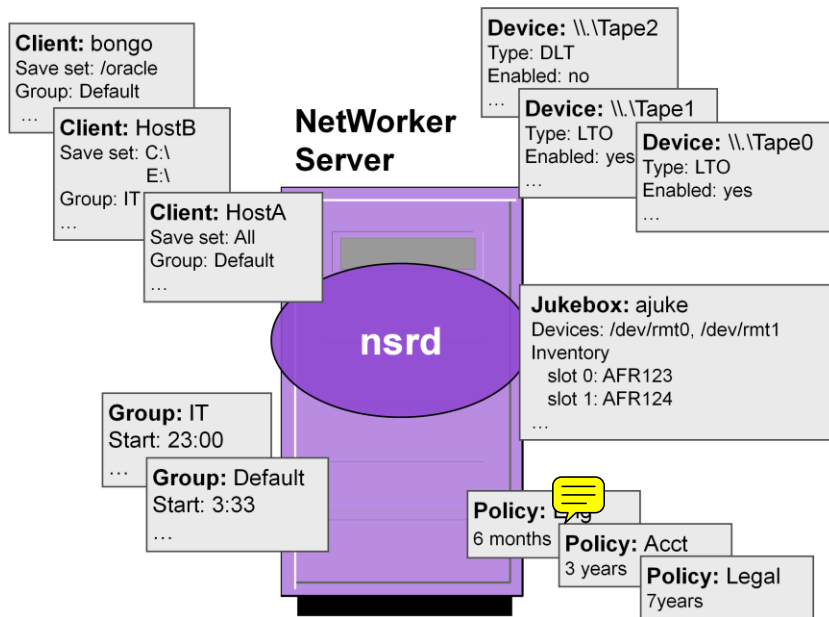 Client: bongo
Save set: /oracle
Group: Default
...
Client: HostB
Save set: C:\
E:\
Group: IT
...
Client: HostA
Save set: All
Group: Default
...
NetWorker
Server
Device: \\.\Tape2
Type: DLT
Enabled: no
...
Device: \\.\Tape1
Type: LTO
Enabled: yes
...
Device: \\.\Tape0
Type: LTO
Enabled: yes
...
nsrd
Jukebox: ajuke
Devices: /dev/rmt0, /dev/rmt1
Inventory
slot 0: AFR123
slot 1: AFR124
...
Group: IT
Start: 23:00
...
Group: Default
Start: 3:33
...
Policy:
6 months
Policy: Acct
3 years
Policy: Legal
7years